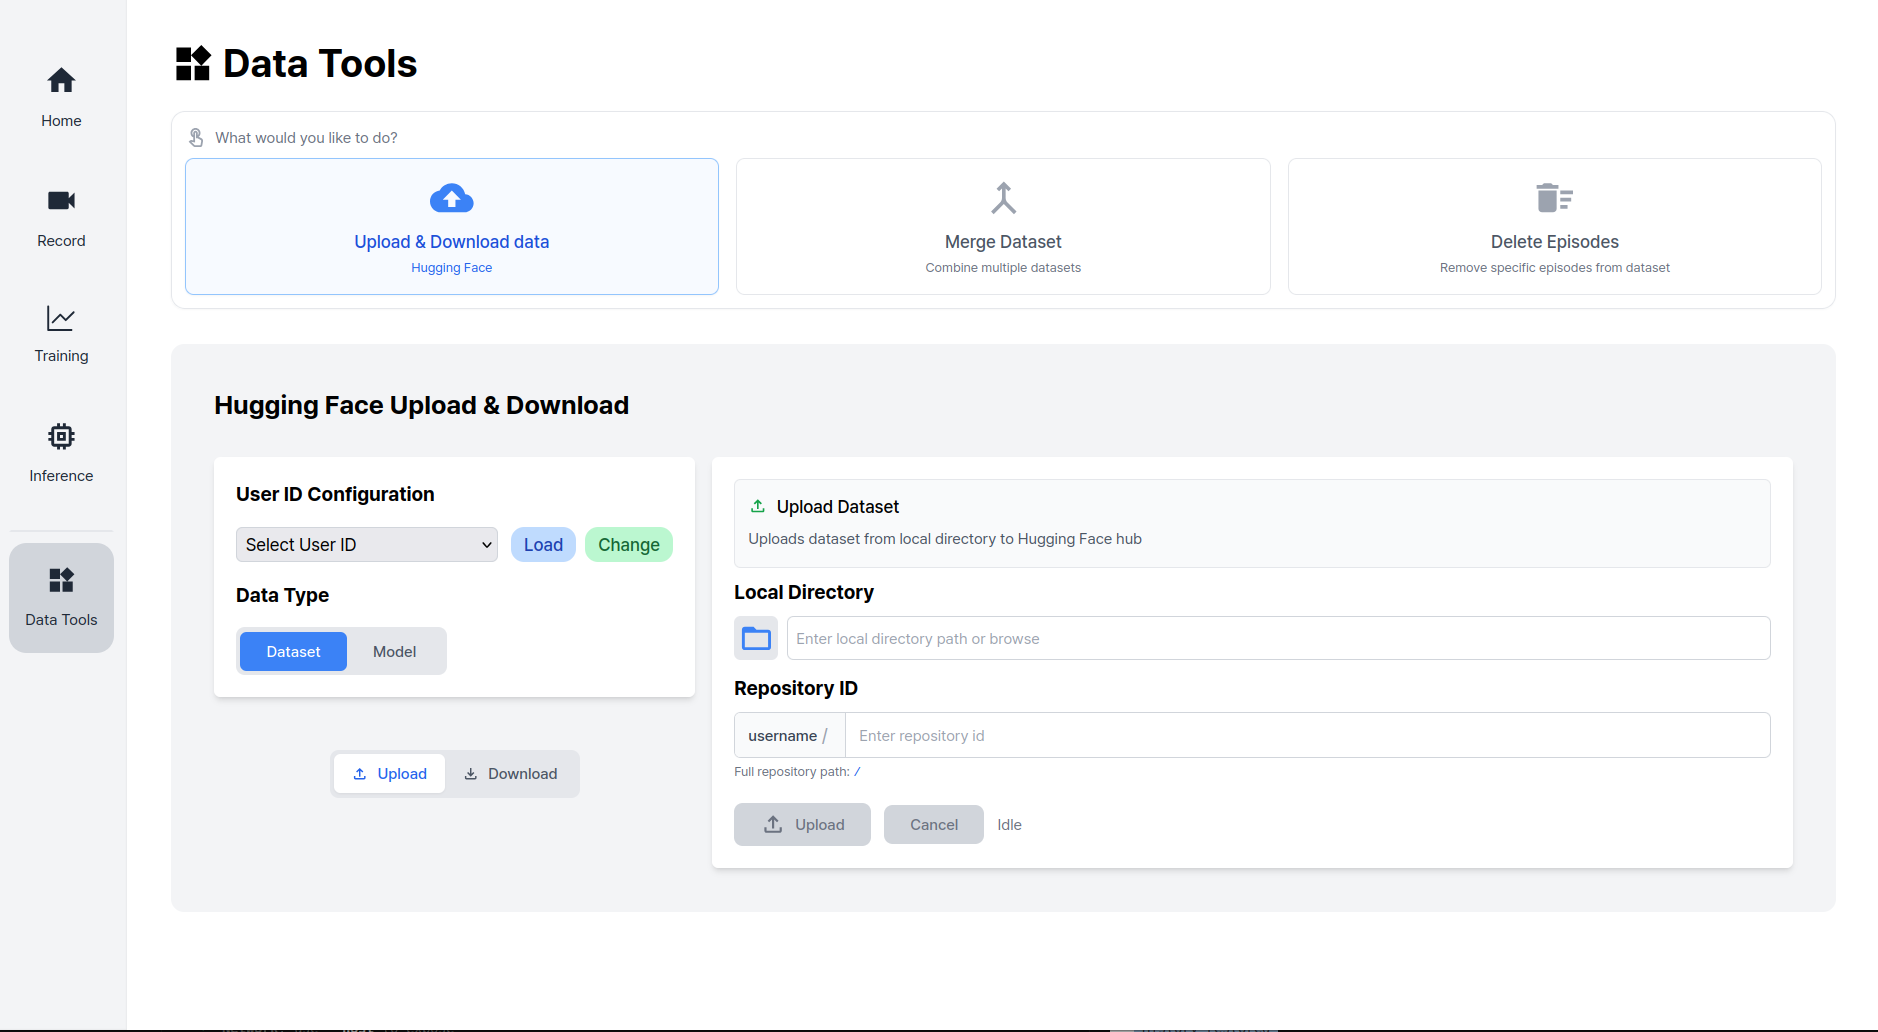 Data Tools
Home
Record
Training
Inference
Data Tools
What would you like to do?
Upload & Download data
Hugging Face
Merge Dataset
Combine multiple datasets
Delete Episodes
Remove specific episodes from dataset
Hugging Face Upload & Download
User ID Configuration
Select User ID
Load
Change
Data Type
Dataset
Model
Upload
Download
Upload Dataset
Uploads dataset from local directory to Hugging Face hub
Local Directory
Enter local directory path or browse
Repository ID
username /
Enter repository id
Full repository path: /
Upload
Cancel
Idle